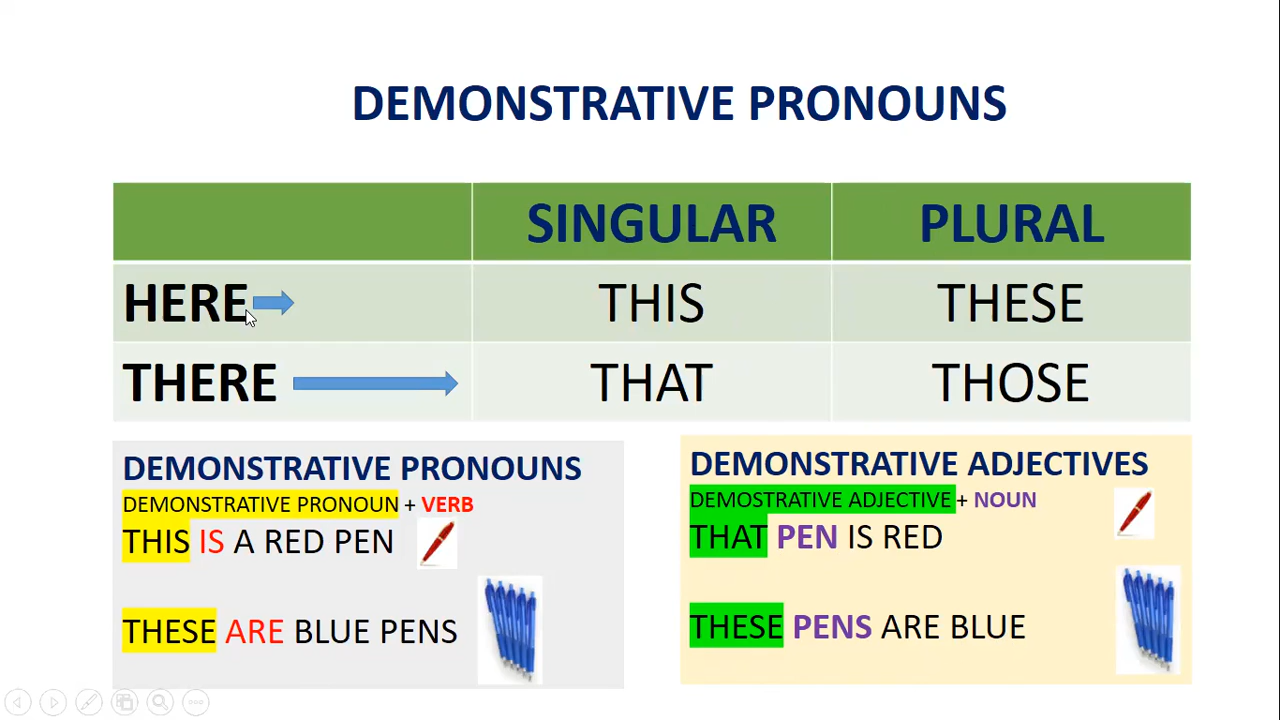 DEMONSTRATIVE PRONOUNS
SINGULAR PLURAL
HERE THIS THESE
THERE THAT THOSE
DEMONSTRATIVE PRONOUNS
DEMONSTRATIVE PRONOUN + VERB
THIS IS A RED PEN
THESE ARE BLUE PENS
DEMONSTRATIVE ADJECTIVES
DEMOSTRATIVE ADJECTIVE + NOUN
THAT PEN IS RED
THESE PENS ARE BLUE